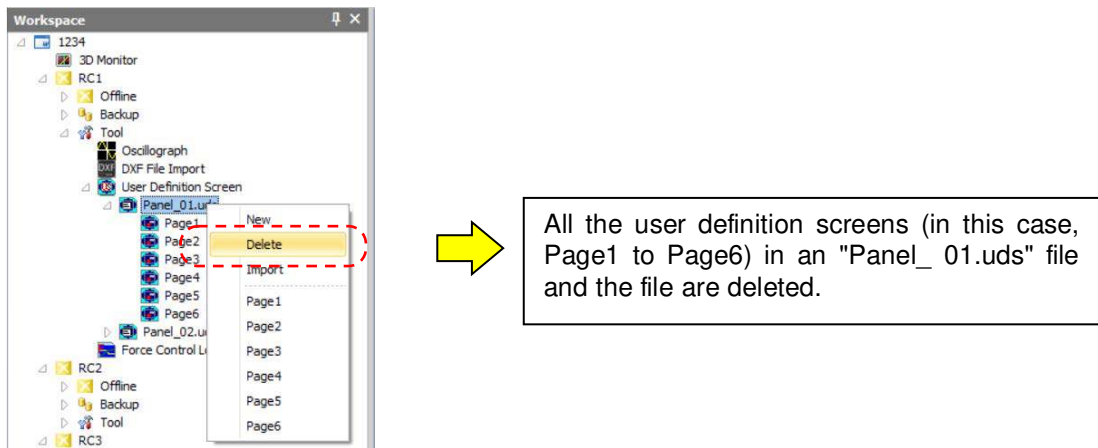 Workspace
1234
3D Monitor
RC1
Offline
Backup
Tool
Oscillograph
DXF File Import
User Definition Screen
Panel_01.uds
Page1
Page2
Page3
Page4
Page5
Page6
Panel_02.u
Force Control L
RC2
Offline
Backup
Tool
RC3
New
Delete
Import
Page1
Page2
Page3
Page4
Page5
Page6
All the user definition screens (in this case,
Page1 to Page6) in an "Panel_ 01.uds" file
and the file are deleted.